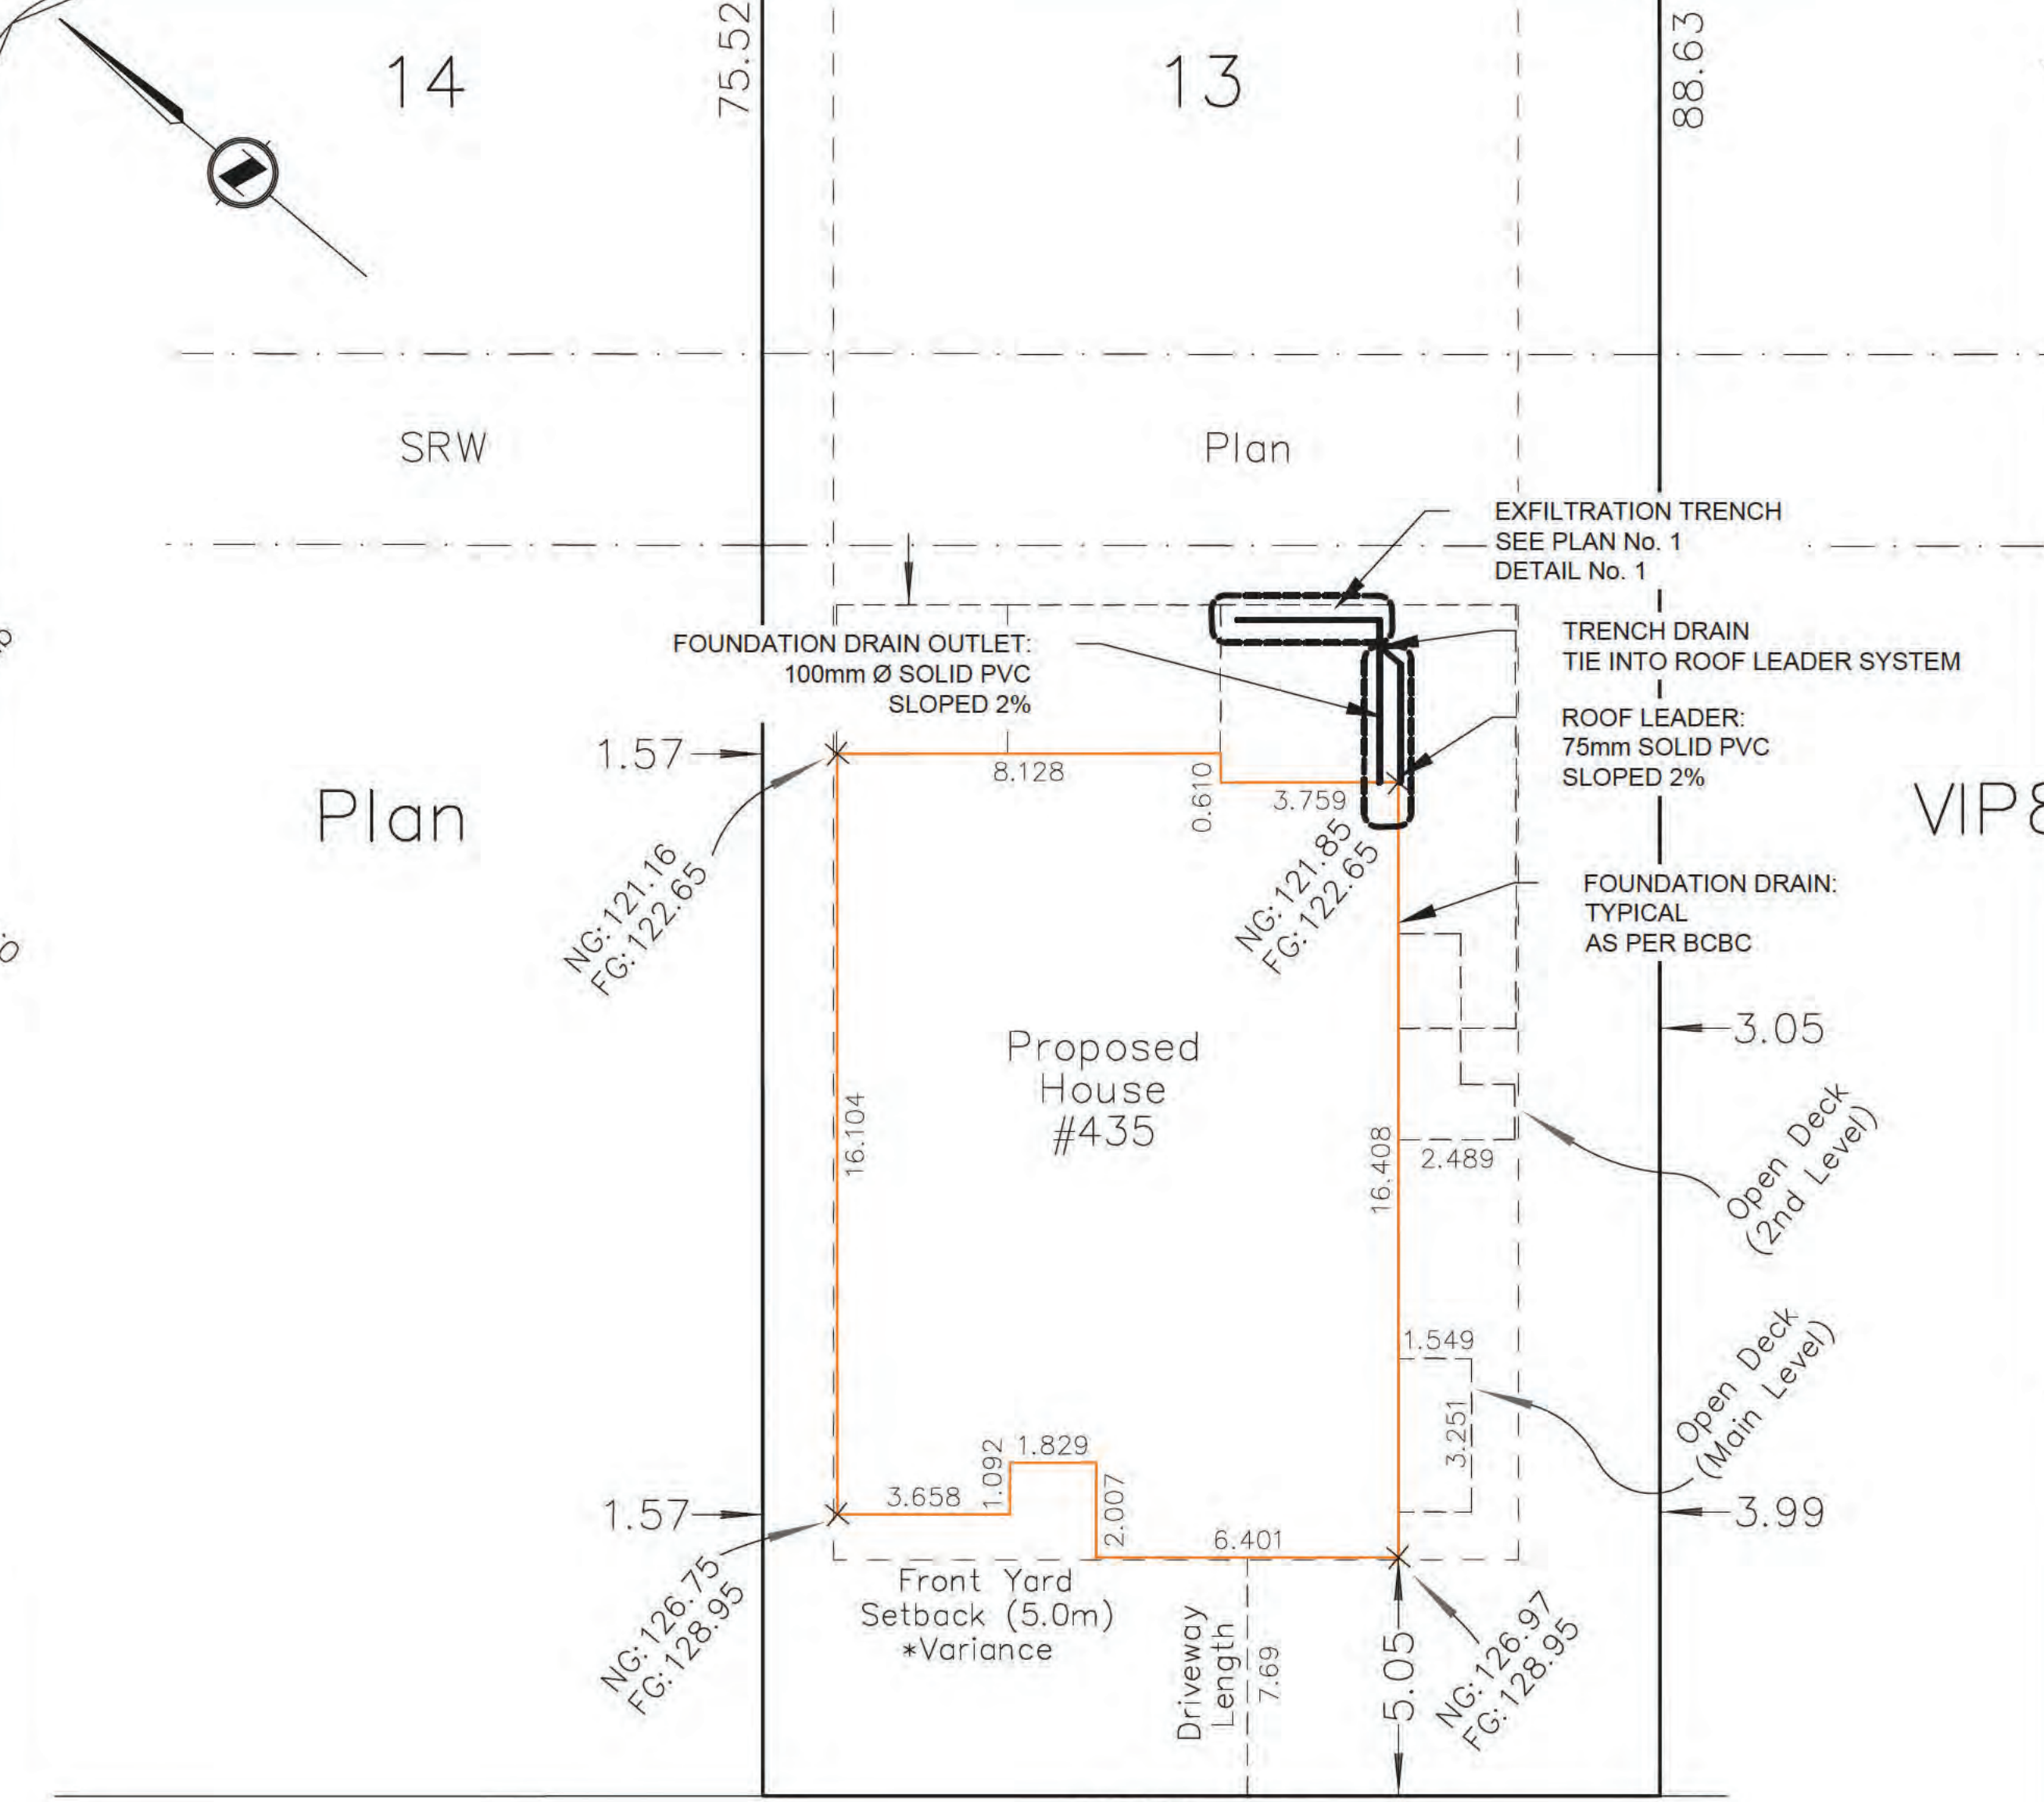 75.52
14
13
88.63
SRW
Plan
EXFILTRATION TRENCH
SEE PLAN No. 1
DETAIL No. 1
FOUNDATION DRAIN OUTLET:
100mm Ø SOLID PVC
SLOPED 2%
TRENCH DRAIN
TIE INTO ROOF LEADER SYSTEM
ROOF LEADER:
75mm SOLID PVC
SLOPED 2%
1.57
8.128
0.610
3.759
Plan
VIP8
NG: 121.16
FG: 122.65
NG: 121.85
FG: 122.65
FOUNDATION DRAIN:
TYPICAL
AS PER BCBC
Proposed
House
#435
3.05
16.104
16.408
2.489
Open Deck
(2nd Level)
1.549
3.251
Open Deck
(Main Level)
1.829
1.092
3.658
2.007
6.401
1.57
3.99
NG: 126.75
FG: 128.95
Front Yard
Setback (5.0m)
*Variance
Driveway
Length
7.69
5.05
NG: 126.97
FG: 128.95